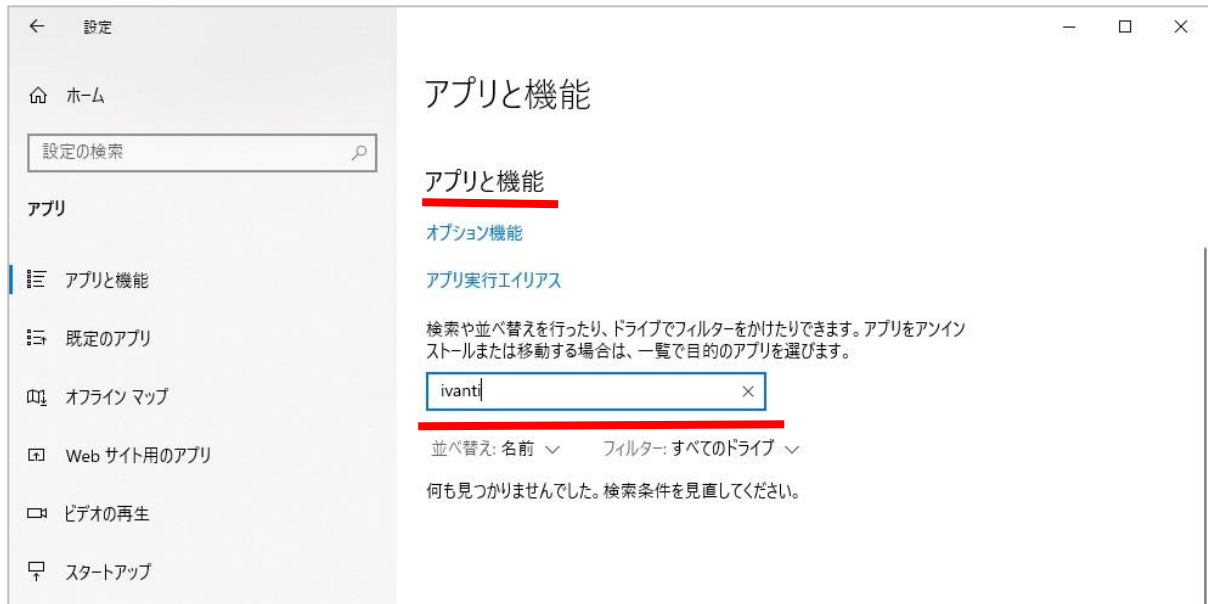 設定
ホーム
設定の検索
アプリ
アプリと機能
既定のアプリ
オフライン マップ
Web サイト用のアプリ
ビデオの再生
スタートアップ
アプリと機能
アプリと機能
オプション機能
アプリ実行エイリアス
検索や並べ替えを行ったり、ドライブでフィルターをかけたりできます。アプリをアンイン
ストールまたは移動する場合は、一覧で目的のアプリを選びます。
ivanti
並べ替え: 名前 フィルター: すべてのドライブ
何も見つかりませんでした。検索条件を見直してください。